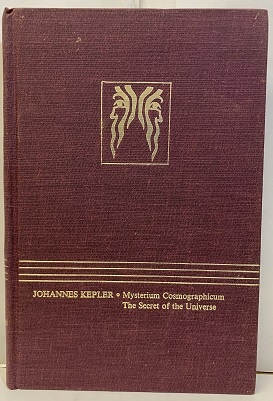 JOHANNES KEPLER • Mysterium Cosmographicum
The Secret of the Universe